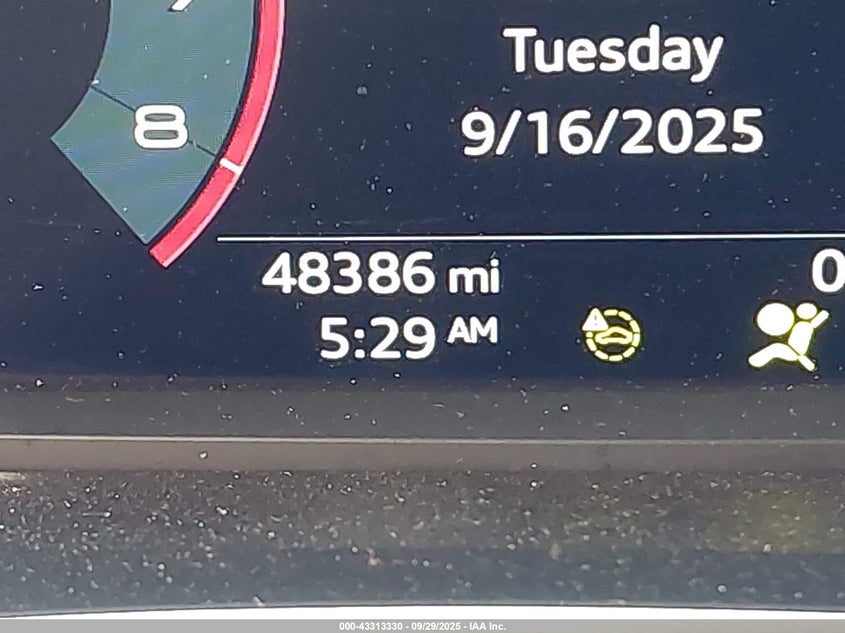 Tuesday
9/16/2025
8
48386 mi
0
5:29 AM
000-43313330 - 09/29/2025 - IAA Inc.